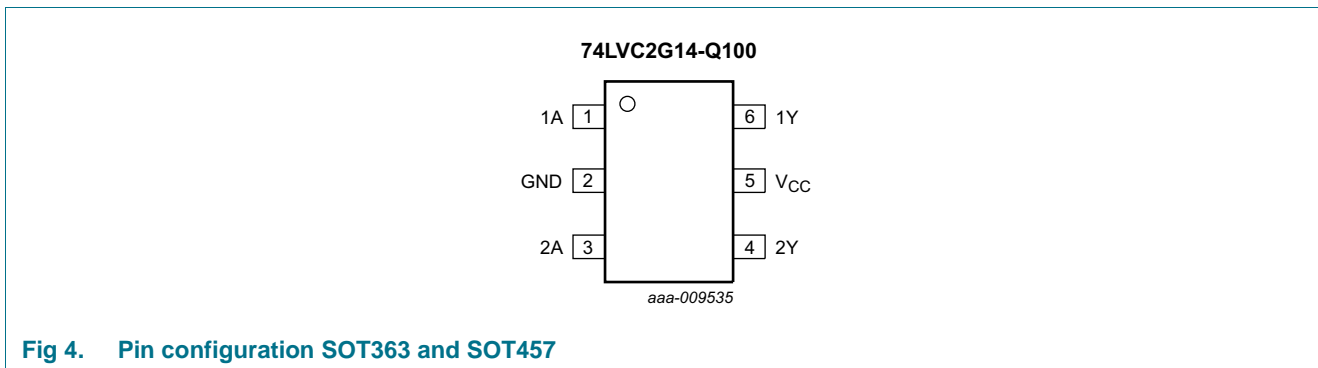 74LVC2G14-Q100
1A 1 6 1Y
GND 2 5 VCC
2A 3 4 2Y
aaa-009535
Fig 4. Pin configuration SOT363 and SOT457